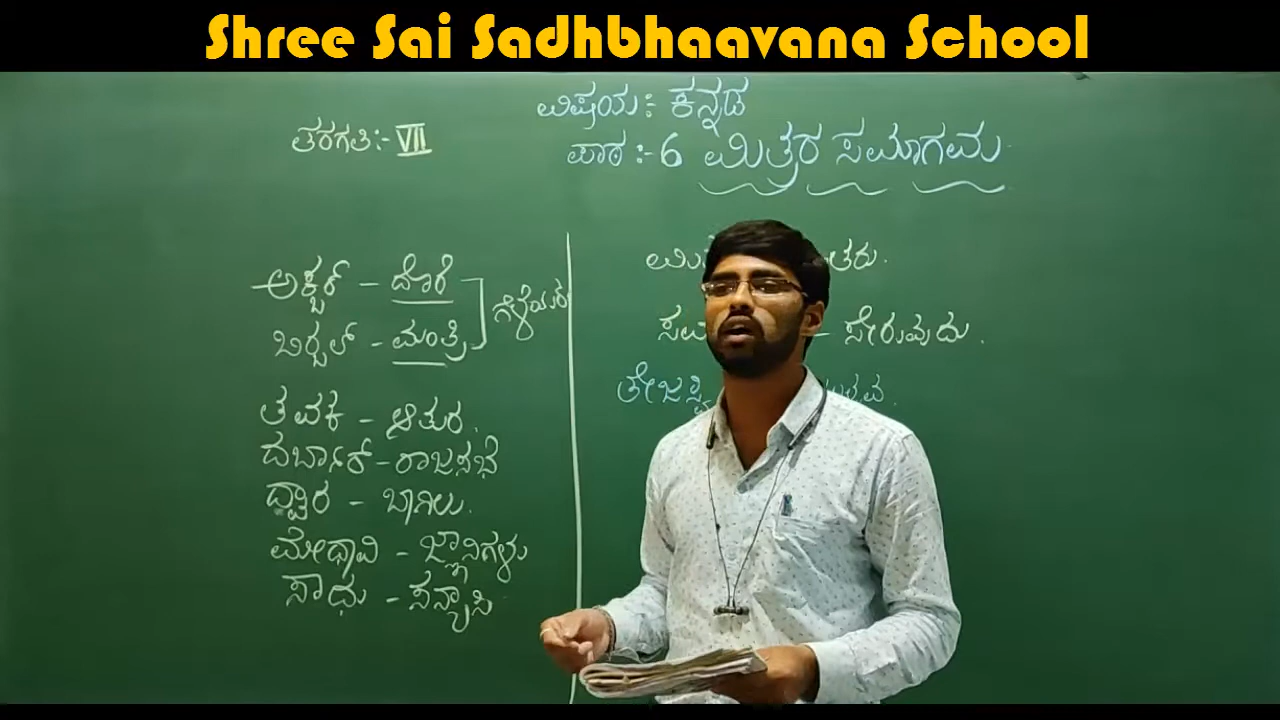 Shree Sai Sadhbhaavana School
ವಿಷಯ : ಕನ್ನಡ
ತರಗತಿ:- VII
ಪಾಠ :- 6 ಮಿತ್ರರ ಸಮಾಗಮ
ಅಕ್ಬರ್ - ದೊರೆ
ಬೀರ್ಬಲ್ - ಮಂತ್ರಿ
ಗೆಳೆಯರು
ತವಕ - ಆತುರ.
ದರ್ಬಾರ್ - ರಾಜಸಭೆ
ದ್ವಾರ - ಬಾಗಿಲು.
ಮೇಧಾವಿ - ಜ್ಞಾನಿಗಳು
ಸಾಧು - ಸನ್ಯಾಸಿ
- ಸೇರುವುದು.
ತೇಜಸ್ವಿ